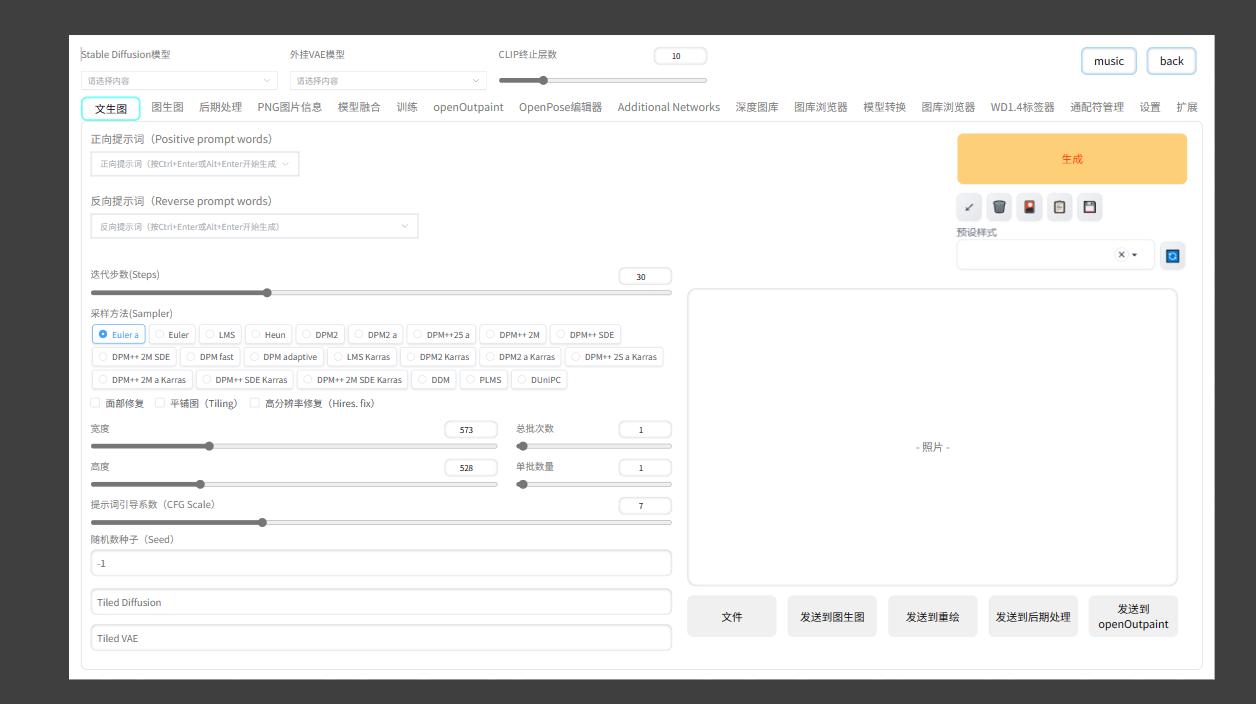 Stable Diffusion模型
外挂VAE模型
CLIP终止层数
10
music
back
请选择内容
请选择内容
文生图 图生图 后期处理 PNG图片信息 模型融合 训练 openOutpaint OpenPose编辑器 Additional Networks 深度图库 图库浏览器 模型转换 图库浏览器 WD1.4标签器 通配符管理 设置 扩展
正向提示词（Positive prompt words）
正向提示词（按Ctrl+Enter或Alt+Enter开始生成
生成
反向提示词（Reverse prompt words）
反向提示词（按Ctrl+Enter或Alt+Enter开始生成）
预设样式
迭代步数(Steps)
30
采样方法(Sampler)
Euler a Euler LMS Heun DPM2 DPM2 a DPM++2S a DPM++ 2M DPM++ SDE
DPM++ 2M SDE DPM fast DPM adaptive LMS Karras DPM2 Karras DPM2 a Karras DPM++ 2S a Karras
DPM++ 2M a Karras DPM++ SDE Karras DPM++ 2M SDE Karras DDM PLMS DUniPC
面部修复 平铺图（Tiling） 高分辨率修复（Hires. fix）
宽度
573
总批次数
1
高度
528
单批数量
1
提示词引导系数（CFG Scale）
7
随机数种子（Seed）
-1
Tiled Diffusion
Tiled VAE
- 照片 -
文件
发送到图生图
发送到重绘
发送到后期处理
发送到
openOutpaint